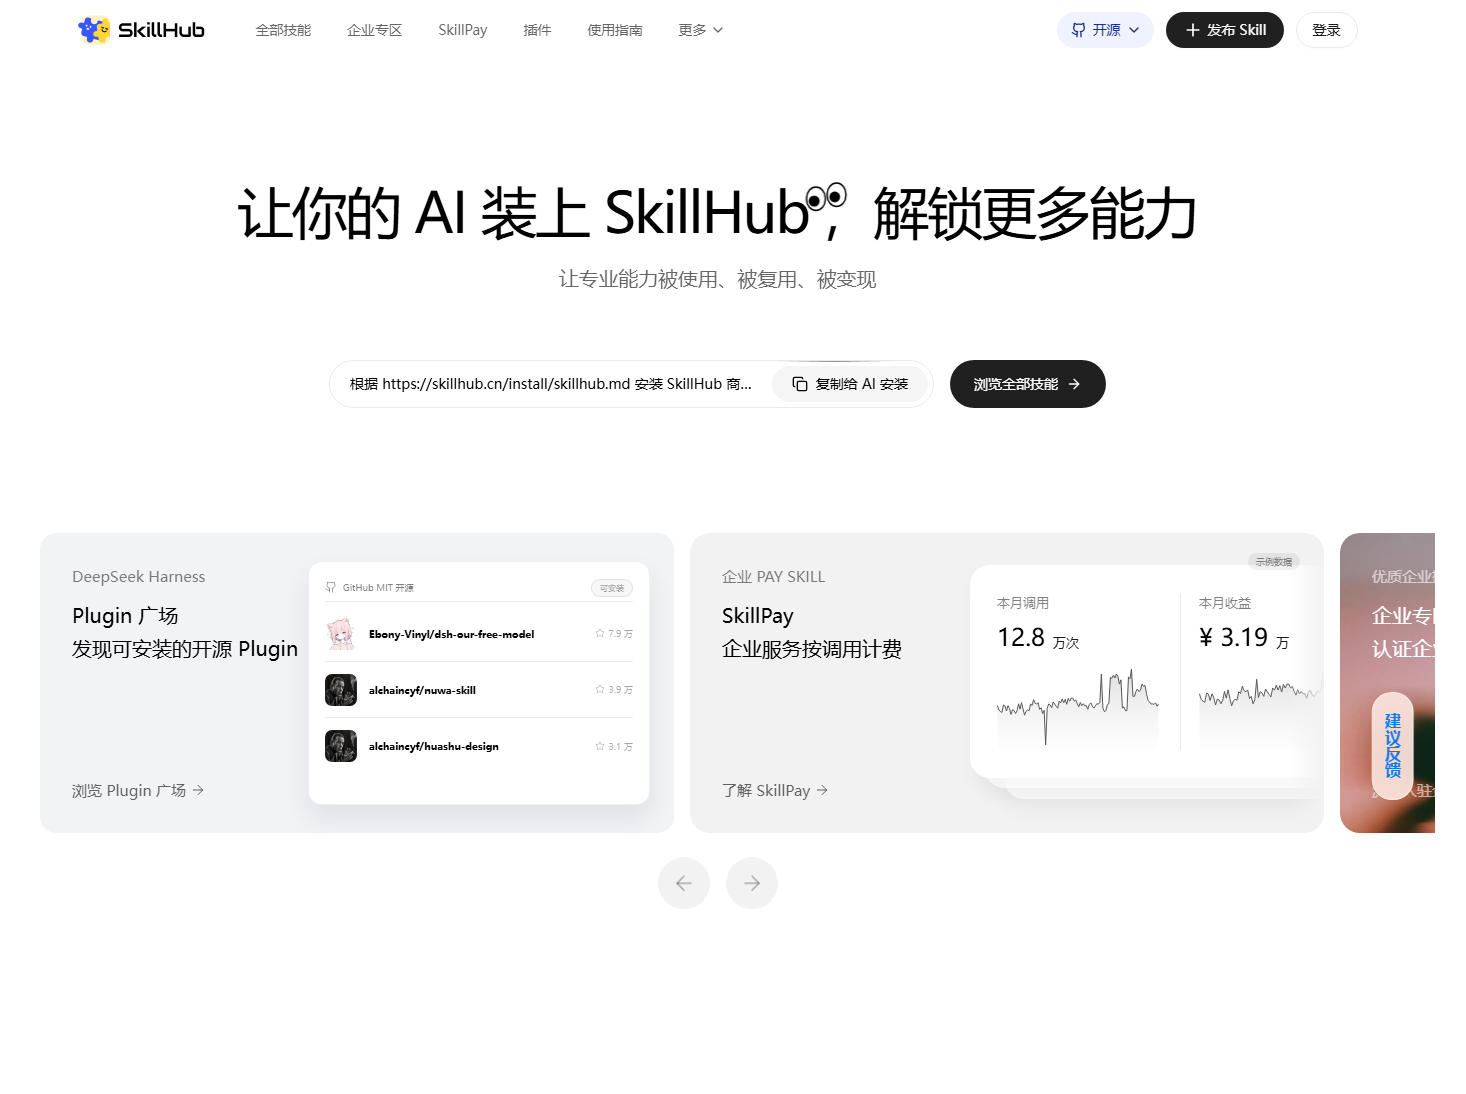 SkillHub
全部技能
企业专区
SkillPay
插件
使用指南
更多
开源
发布 Skill
登录
让你的 AI 装上 SkillHub，解锁更多能力
让专业能力被使用、被复用、被变现
根据 https://skillhub.cn/install/skillhub.md 安装 SkillHub 商...
复制给 AI 安装
浏览全部技能
DeepSeek Harness
Plugin 广场
发现可安装的开源 Plugin
浏览 Plugin 广场
GitHub MIT 开源
可安装
Ebony-Vinyl/dsh-our-free-model
7.9 万
alchaincyf/nuwa-skill
3.9 万
alchaincyf/huashu-design
3.1 万
企业 PAY SKILL
SkillPay
企业服务按调用计费
了解 SkillPay
示例数据
本月调用
12.8 万次
本月收益
¥ 3.19 万
优质企业
企业专
认证企
建议反馈